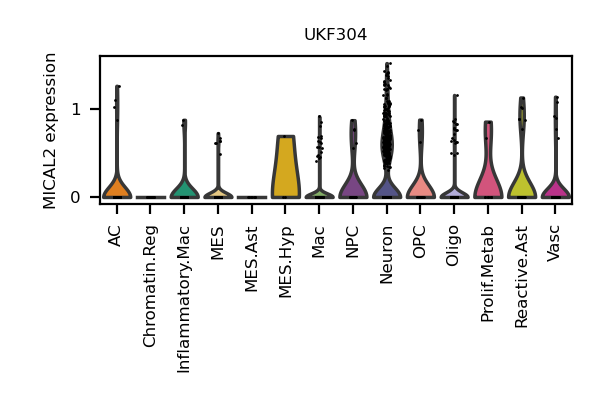 UKF304
MICAL2 expression
1
0
AC
Chromatin.Reg
Inflammatory.Mac
MES
MES.Ast
MES.Hyp
Mac
NPC
Neuron
OPC
Oligo
Prolif.Metab
Reactive.Ast
Vasc